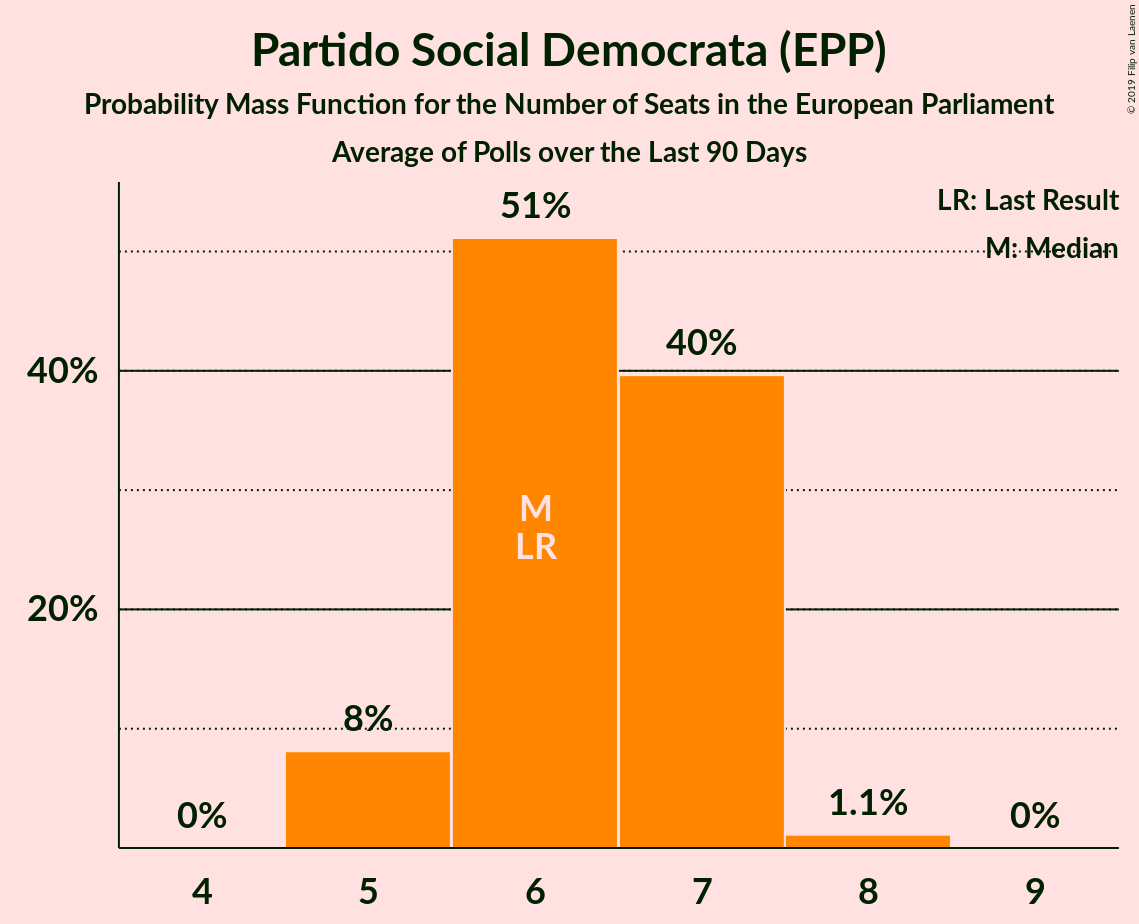 Partido Social Democrata (EPP)
Probability Mass Function for the Number of Seats in the European Parliament
Average of Polls over the Last 90 Days
© 2019 Filip van Laenen
LR: Last Result
M: Median
51%
40%
40%
M
LR
20%
8%
0%
1.1%
0%
4
5
6
7
8
9